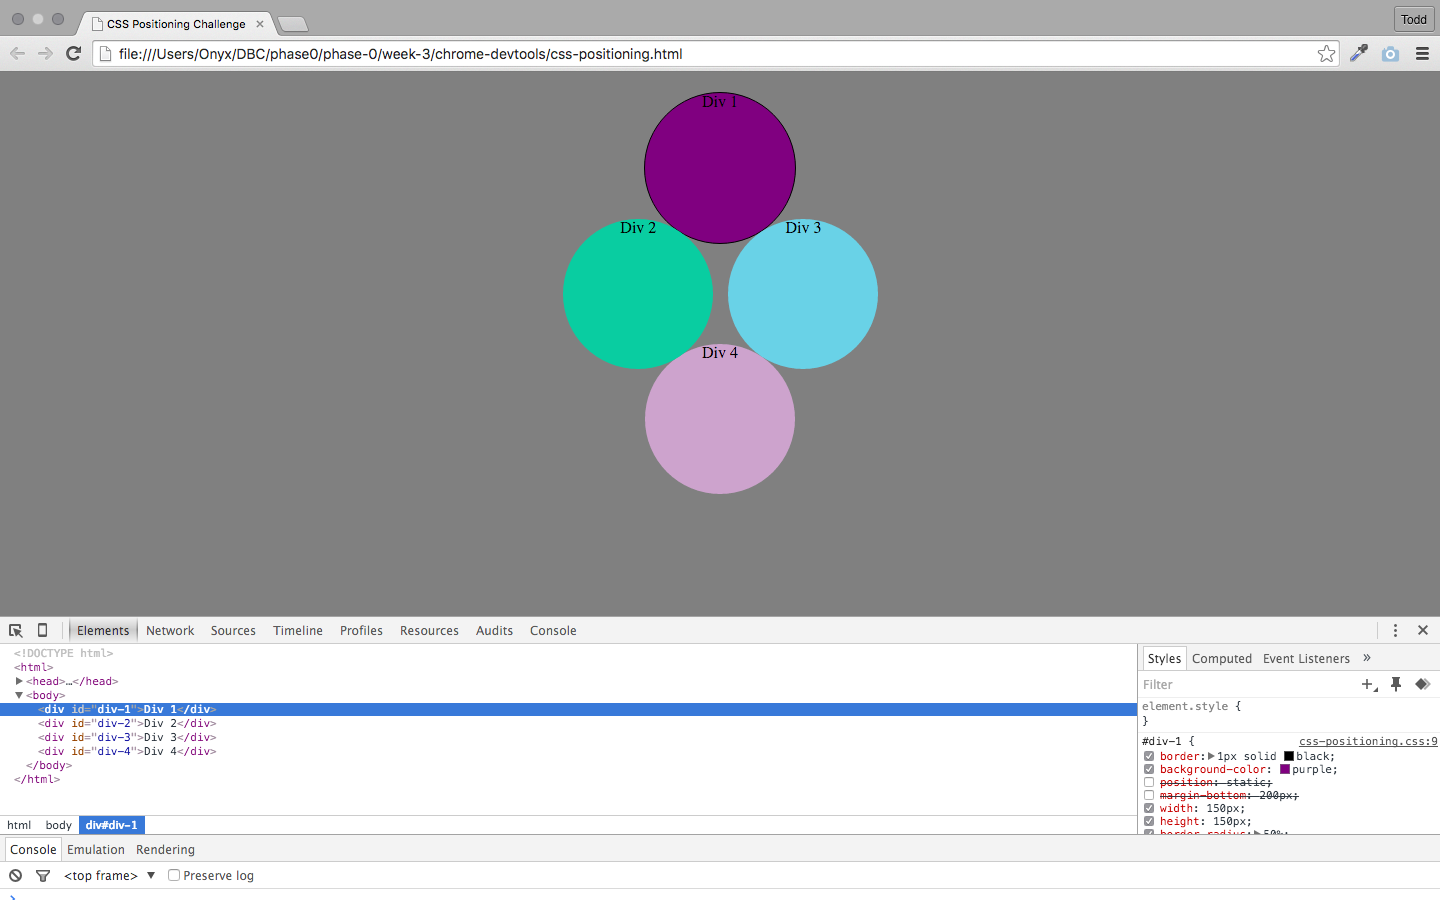 CSS Positioning Challenge
Todd
file:///Users/Onyx/DBC/phase0/phase-0/week-3/chrome-devtools/css-positioning.html
Div 1
Div 2 Div 3
Div 4
Elements Network Sources Timeline Profiles Resources Audits Console
<!DOCTYPE html>
<html>
<head>…</head>
<body>
<div id="div-1">Div 1</div>
<div id="div-2">Div 2</div>
<div id="div-3">Div 3</div>
<div id="div-4">Div 4</div>
</body>
</html>
html body div#div-1
Styles Computed Event Listeners »
Filter
element.style {
}
#div-1 { css-positioning.css:9
border: 1px solid black;
background-color: purple;
position: static;
margin-bottom: 200px;
width: 150px;
height: 150px;
border-radius: 50%;
Console Emulation Rendering
<top frame> Preserve log